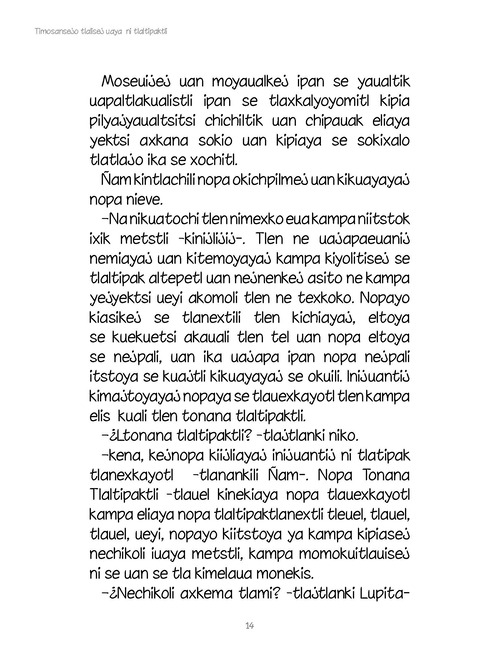 Timosansejo tlalisej uaya ni tlaltipaktli
Moseuijsej uan moyaualkej ipan se yaualtik
uapaltlakualistli ipan se tlaxkalyoyomitl kipia
pilyajyaualtsitsi chichiltik uan chipauak eliaya
yektsi axkana sokio uan kipiaya se sokixalo
tlatlajo ika se xochitl.
Ñam kintlachili nopa okichpilmej uan kikuayayaj
nopa nieve.
–Na nikuatochi tlen nimexko eua kampa niitstok
ixik metstli -kinijlijsij-. Tlen ne uajapaeuanij
nemiayaj uan kitemoyayaj kampa kiyolitisej se
tlaltipak altepetl uan nejnenkej asito ne kampa
yejyektsi ueyi akomoli tlen ne texkoko. Nopayo
kiasikej se tlanextili tlen kichiayaj, eltoya
se kuekuetsi akauali tlen tel uan nopa eltoya
se nejpali, uan ika uajapa ipan nopa nejpali
itstoya se kuajtli kikuayayaj se okuili. Inijuantij
kimajtoyayaj nopaya se tlauexkayotl tlen kampa
elis kuali tlen tonana tlaltipaktli.
–¿Ltonana tlaltipaktli? -tlajtlanki niko.
–kena, kejnopa kiijliayaj inijuantij ni tlatipak
tlanexkayotl -tlanankili Ñam-. Nopa Tonana
Tlaltipaktli -tlauel kinekiaya nopa tlauexkayotl
kampa eliaya nopa tlaltipaktlanextli tleuel, tlauel,
tlauel, ueyi, nopayo kiitstoya ya kampa kipiasej
nechikoli iuaya metstli, kampa momokuitlauisej
ni se uan se tla kimelaua monekis.
–¿Nechikoli axkema tlami? -tlajtlanki Lupita-
14